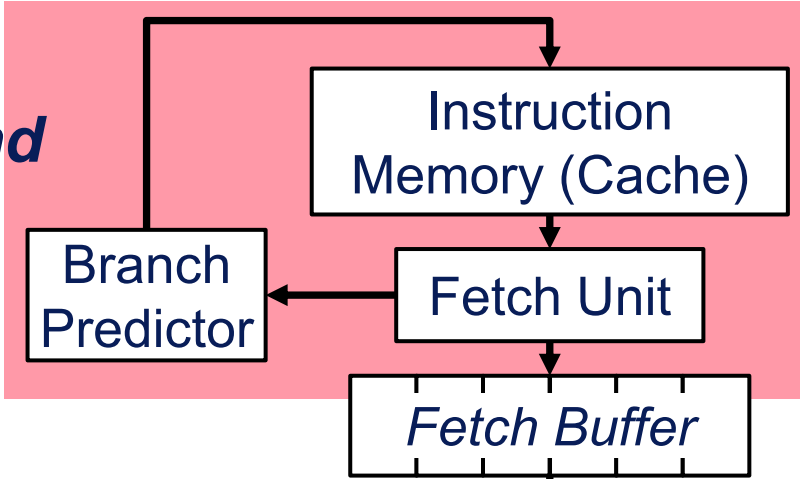 Instruction
Memory (Cache)
Branch
Predictor
Fetch Unit
Fetch Buffer